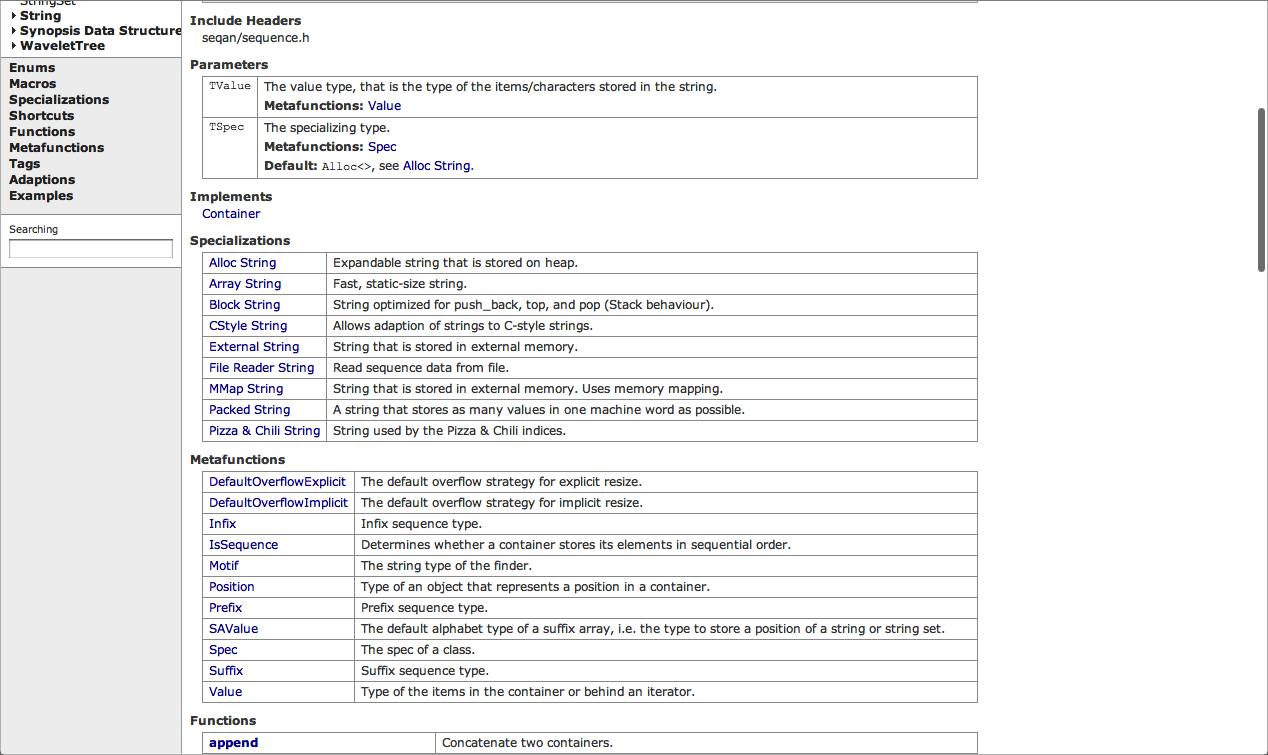 StringSet
String
Synopsis Data Structure
WaveletTree
Enums
Macros
Specializations
Shortcuts
Functions
Metafunctions
Tags
Adaptions
Examples
Searching
Include Headers
seqan/sequence.h
Parameters
TValue The value type, that is the type of the items/characters stored in the string.
Metafunctions: Value
TSpec The specializing type.
Metafunctions: Spec
Default: Alloc<>, see Alloc String.
Implements
Container
Specializations
Alloc String Expandable string that is stored on heap.
Array String Fast, static-size string.
Block String String optimized for push_back, top, and pop (Stack behaviour).
CStyle String Allows adaption of strings to C-style strings.
External String String that is stored in external memory.
File Reader String Read sequence data from file.
MMap String String that is stored in external memory. Uses memory mapping.
Packed String A string that stores as many values in one machine word as possible.
Pizza & Chili String String used by the Pizza & Chili indices.
Metafunctions
DefaultOverflowExplicit The default overflow strategy for explicit resize.
DefaultOverflowImplicit The default overflow strategy for implicit resize.
Infix Infix sequence type.
IsSequence Determines whether a container stores its elements in sequential order.
Motif The string type of the finder.
Position Type of an object that represents a position in a container.
Prefix Prefix sequence type.
SAValue The default alphabet type of a suffix array, i.e. the type to store a position of a string or string set.
Spec The spec of a class.
Suffix Suffix sequence type.
Value Type of the items in the container or behind an iterator.
Functions
append Concatenate two containers.